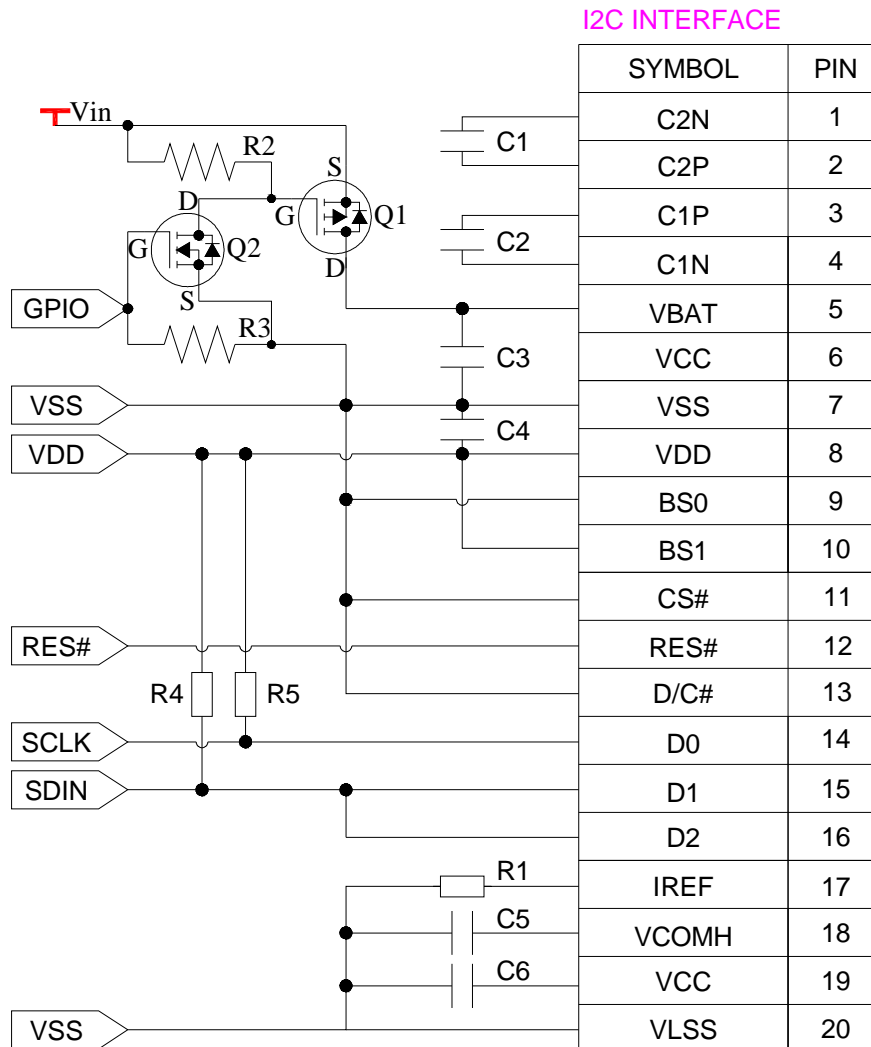 I2C INTERFACE
SYMBOL PIN
Vin
C2N 1
C1
R2
C2P 2
S
D
G Q1
C1P 3
G Q2
C2
D
C1N 4
S
GPIO
R3
VBAT 5
C3
VCC 6
VSS
VSS 7
C4
VDD
VDD 8
BS0 9
BS1 10
CS# 11
RES#
RES# 12
R4 R5
D/C# 13
SCLK
D0 14
SDIN
D1 15
D2 16
R1
IREF 17
C5
VCOMH 18
C6
VCC 19
VSS
VLSS 20